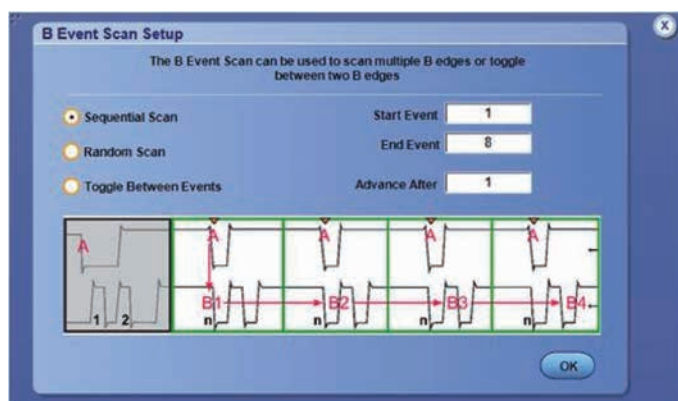 B Event Scan Setup
X
The B Event Scan can be used to scan multiple B edges or toggle
between two B edges
Sequential Scan
Start Event 1
Random Scan
End Event 8
Toggle Between Events
Advance After 1
A A A A A
B1 B2 B3 B4
1 2 n n n n
OK